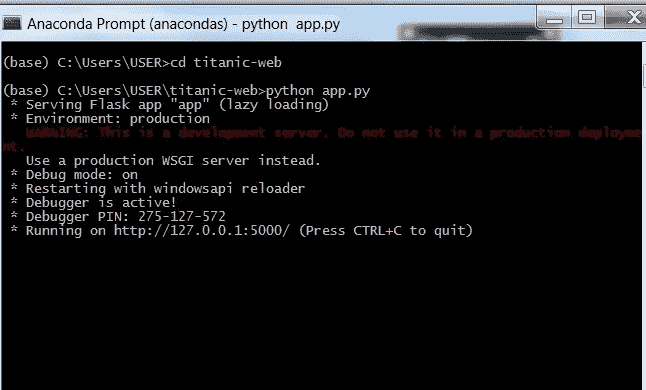 Anaconda Prompt (anacondas) - python  app.py
(base) C:\Users\USER>cd titanic-web
(base) C:\Users\USER\titanic-web>python app.py
 * Serving Flask app "app" (lazy loading)
 * Environment: production
   WARNING: This is a development server. Do not use it in a production deployme
nt.
   Use a production WSGI server instead.
 * Debug mode: on
 * Restarting with windowsapi reloader
 * Debugger is active!
 * Debugger PIN: 275-127-572
 * Running on http://127.0.0.1:5000/ (Press CTRL+C to quit)